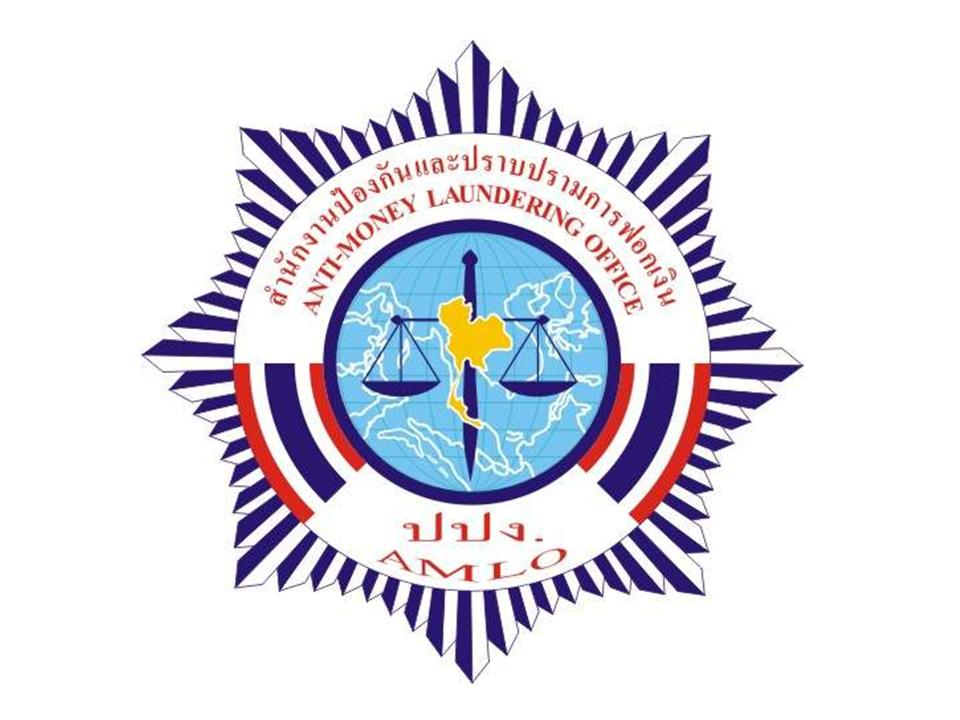 สำนักงานป้องกันและปราบปรามการฟอกเงิน
ANTI-MONEY LAUNDERING OFFICE
ปปง.
AMLO